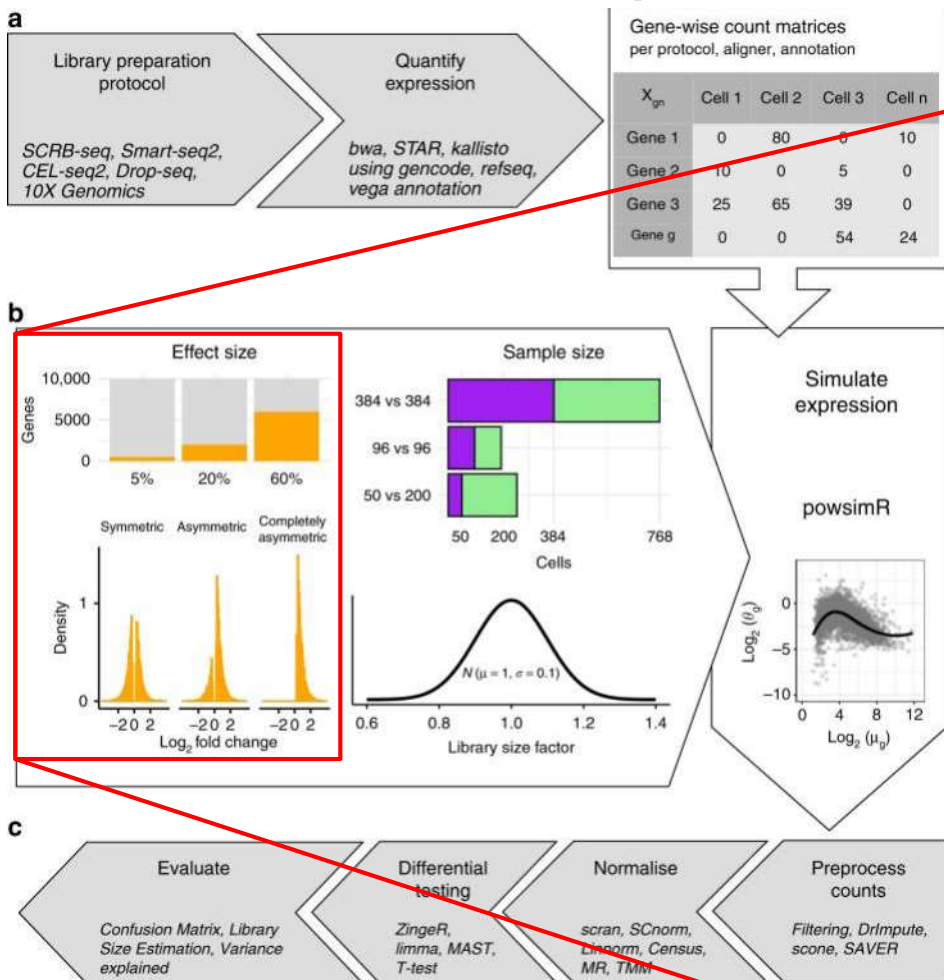 a
Library preparation
protocol
SCRB-seq, Smart-seq2,
CEL-seq2, Drop-seq,
10X Genomics
Quantify
expression
bwa, STAR, kallisto
using gencode, refseq,
vega annotation
Gene-wise count matrices
per protocol, aligner, annotation
Xgn Cell 1 Cell 2 Cell 3 Cell n
Gene 1 0 80 0 10
Gene 2 10 0 5 0
Gene 3 25 65 39 0
Gene g 0 0 54 24
b
Effect size
Genes
10,000
5000
0
5% 20% 60%
Symmetric Asymmetric Completely
asymmetric
Density
1
0
−2 0 2 −2 0 2 −2 0 2
Log2 fold change
Sample size
384 vs 384
96 vs 96
50 vs 200
50 200 384 768
Cells
N (μ = 1, σ = 0.1)
0.6 0.8 1.0 1.2 1.4
Library size factor
Simulate
expression
powsimR
Log2 (θg)
0
−5
−10
0 4 8 12
Log2 (μg)
c
Evaluate
Confusion Matrix, Library
Size Estimation, Variance
explained
Differential
testing
ZingeR,
limma, MAST,
T-test
Normalise
scran, SCnorm,
Linnorm, Census,
MR, TMM
Preprocess
counts
Filtering, DrImpute,
scone, SAVER